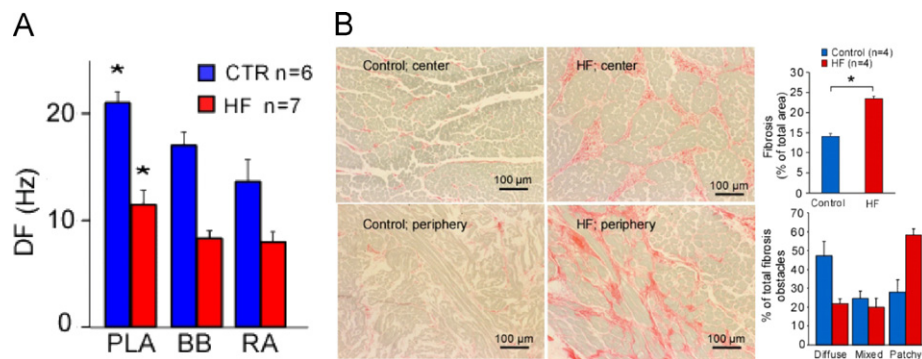 A
DF (Hz)
20
10
0
*
*
CTR n=6
HF n=7
PLA BB RA
B
Control; center
100 µm
HF; center
100 µm
Control; periphery
100 µm
HF; periphery
100 µm
Control (n=4)
HF (n=4)
Fibrosis
(% of total area)
30
25
20
15
10
5
0
*
Control HF
% of total fibrosis
obstacles
70
60
50
40
30
20
10
0
Diffuse Mixed Patchy